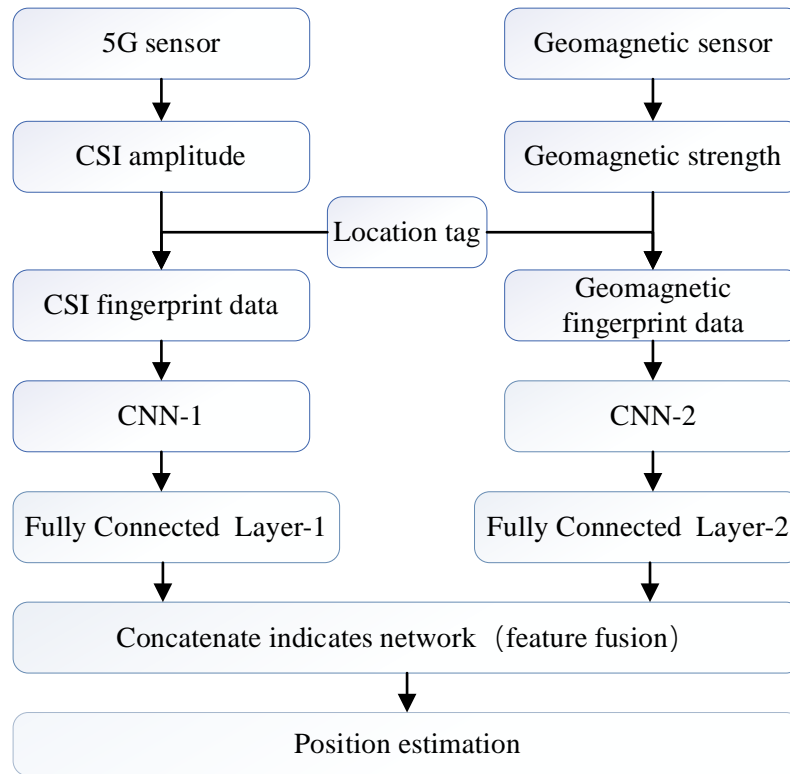 5G sensor
Geomagnetic sensor
CSI amplitude
Geomagnetic strength
Location tag
CSI fingerprint data
Geomagnetic
fingerprint data
CNN-1
CNN-2
Fully Connected  Layer-1
Fully Connected  Layer-2
Concatenate indicates network（feature fusion）
Position estimation